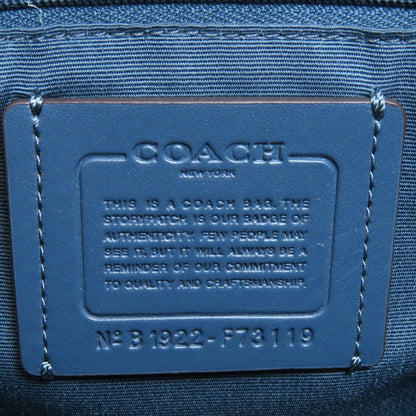 COACH
NEW YORK
THIS IS A COACH BAG. THE
STORYPATCH IS OUR BADGE OF
AUTHENTICITY. FEW PEOPLE MAY
SEE IT, BUT IT WILL ALWAYS BE A
REMINDER OF OUR COMMITMENT
TO QUALITY AND CRAFTSMANSHIP.
Nº B1922-F73119